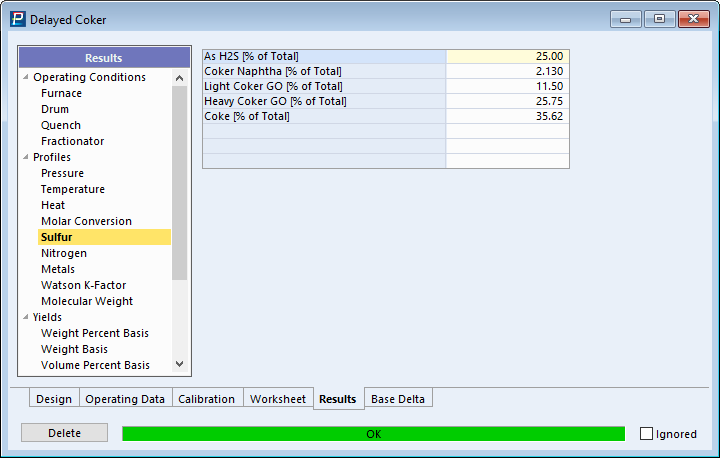 Delayed Coker
Results
Operating Conditions
Furnace
Drum
Quench
Fractionator
Profiles
Pressure
Temperature
Heat
Molar Conversion
Sulfur
Nitrogen
Metals
Watson K-Factor
Molecular Weight
Yields
Weight Percent Basis
Weight Basis
Volume Percent Basis
As H2S [% of Total] 25.00
Coker Naphtha [% of Total] 2.130
Light Coker GO [% of Total] 11.50
Heavy Coker GO [% of Total] 25.75
Coke [% of Total] 35.62
Design Operating Data Calibration Worksheet Results Base Delta
Delete OK Ignored